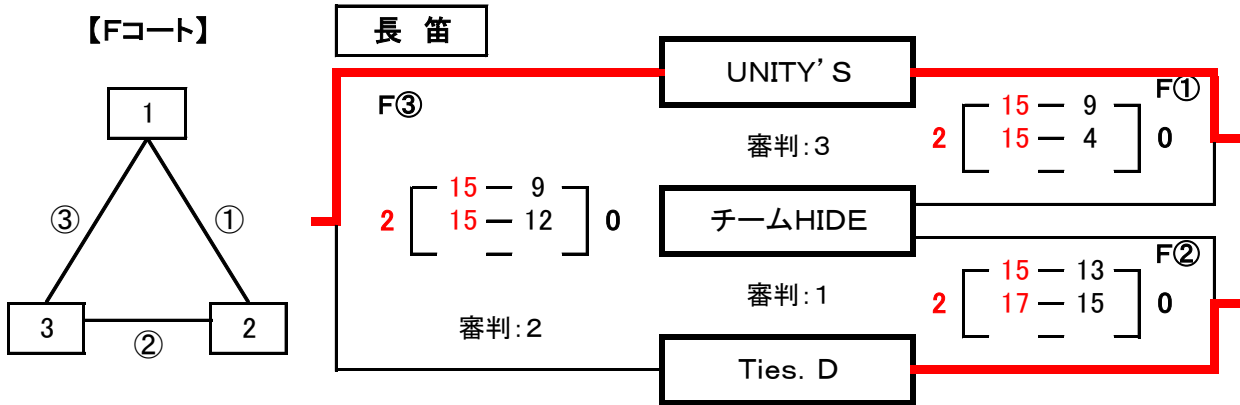 【Fコート】
1
③
①
3
②
2
長 笛
F③
2
15 ― 9
15 ― 12
―
0
審判:2
UNITY'S
審判:3
チームHIDE
審判:1
Ties. D
F①
2
15 ― 9
15 ― 4
―
0
F②
2
15 ― 13
17 ― 15
―
0